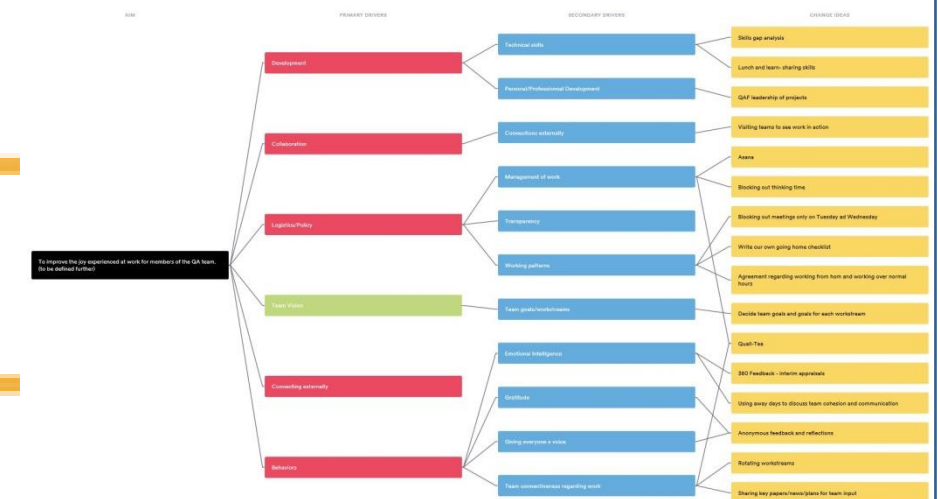 AIM
PRIMARY DRIVERS
SECONDARY DRIVERS
CHANGE IDEAS
To improve the joy experienced at work for members of the QA team.
(to be defined further)
Development
Collaboration
Logistics/Policy
Team Vision
Connecting externally
Behaviors
Technical skills
Personal/Professional Development
Connections externally
Management of work
Transparency
Working patterns
Team goals/workstreams
Emotional Intelligence
Gratitude
Giving everyone a voice
Team connectiveness regarding work
Skills gap analysis
Lunch and learn- sharing skills
QAF leadership of projects
Visiting teams to see work in action
Asana
Blocking out thinking time
Blocking out meetings only on Tuesday ad Wednesday
Write our own going home checklist
Agreement regarding working from hom and working over normal
hours
Decide team goals and goals for each workstream
Quali-Tea
360 Feedback - interim appraisals
Using away days to discuss team cohesion and communication
Anonymous feedback and reflections
Rotating workstreams
Sharing key papers/news/plans for team input